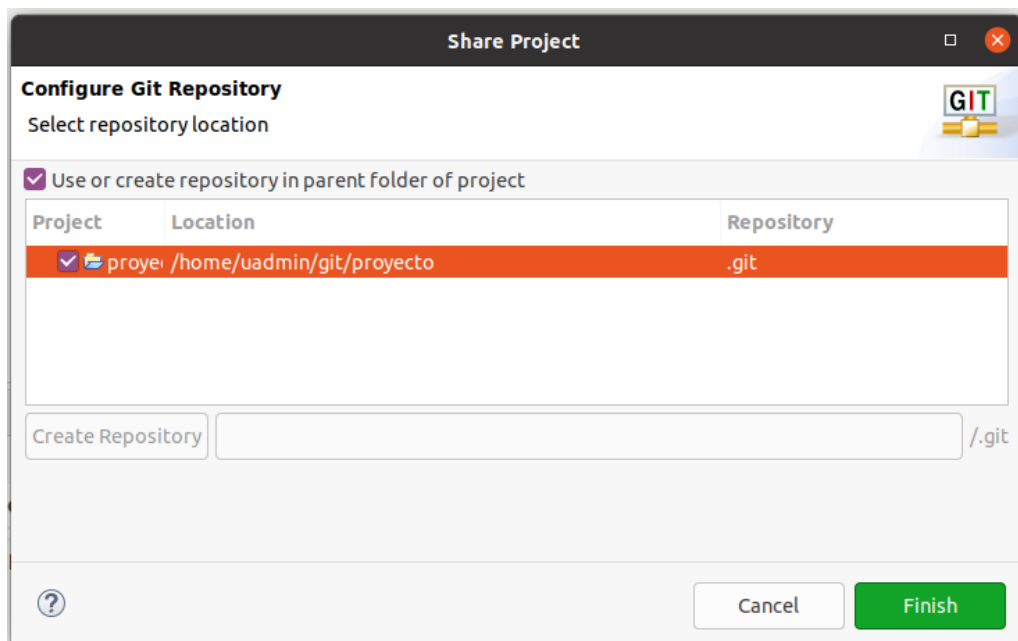 Share Project
Configure Git Repository
GIT
Select repository location
Use or create repository in parent folder of project
Project Location Repository
proye /home/uadmin/git/proyecto .git
Create Repository /.git
? Cancel Finish